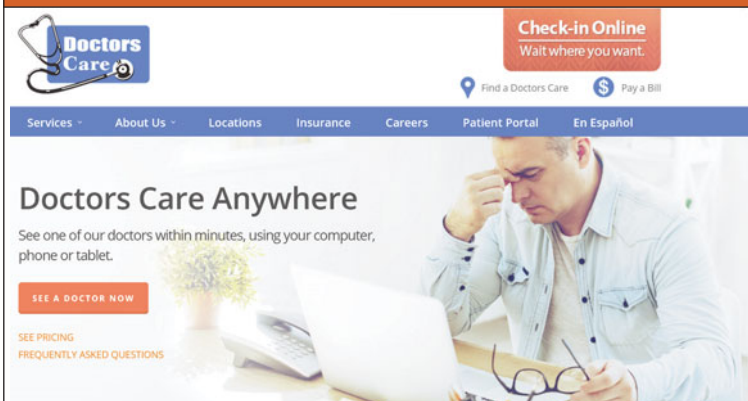 Doctors
Care
Check-in Online
Wait where you want.
Find a Doctors Care
$ Pay a Bill
Services
About Us
Locations
Insurance
Careers
Patient Portal
En Español
Doctors Care Anywhere
See one of our doctors within minutes, using your computer,
phone or tablet.
SEE A DOCTOR NOW
SEE PRICING
FREQUENTLY ASKED QUESTIONS